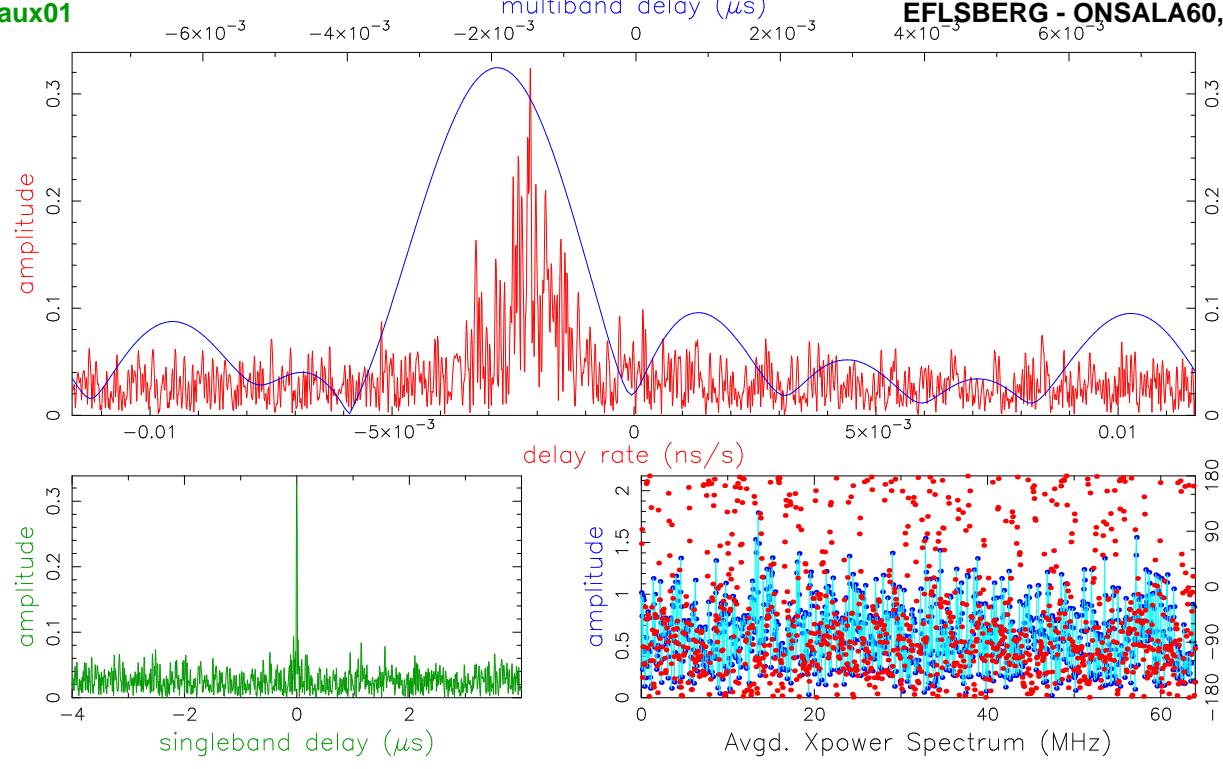 aux01
multiband delay (μs)
EFLSBERG - ONSALA60,
−6×10⁻³ −4×10⁻³ −2×10⁻³ 0 2×10⁻³ 4×10⁻³ 6×10⁻³
amplitude
0 0.1 0.2 0.3
0 0.1 0.2 0.3
−0.01 −5×10⁻³ 0 5×10⁻³ 0.01
delay rate (ns/s)
amplitude
0 0.1 0.2 0.3
−4 −2 0 2
singleband delay (μs)
amplitude
0 0.5 1 1.5 2
−180 −90 0 90 180
0 20 40 60
Avgd. Xpower Spectrum (MHz)